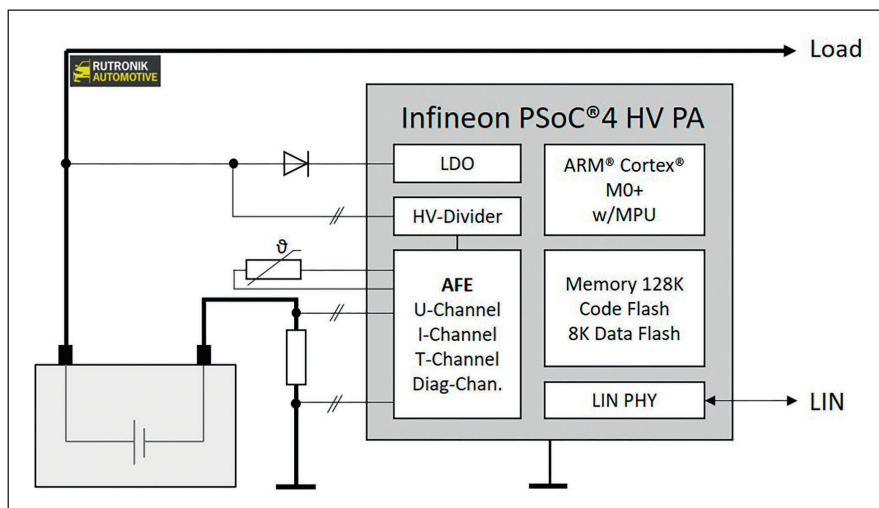 Load
RUTRONIK
AUTOMOTIVE
Infineon PSoC®4 HV PA
LDO
ARM® Cortex®
M0+
w/MPU
HV-Divider
ϑ
AFE
U-Channel
I-Channel
T-Channel
Diag-Chan.
Memory 128K
Code Flash
8K Data Flash
LIN PHY
LIN